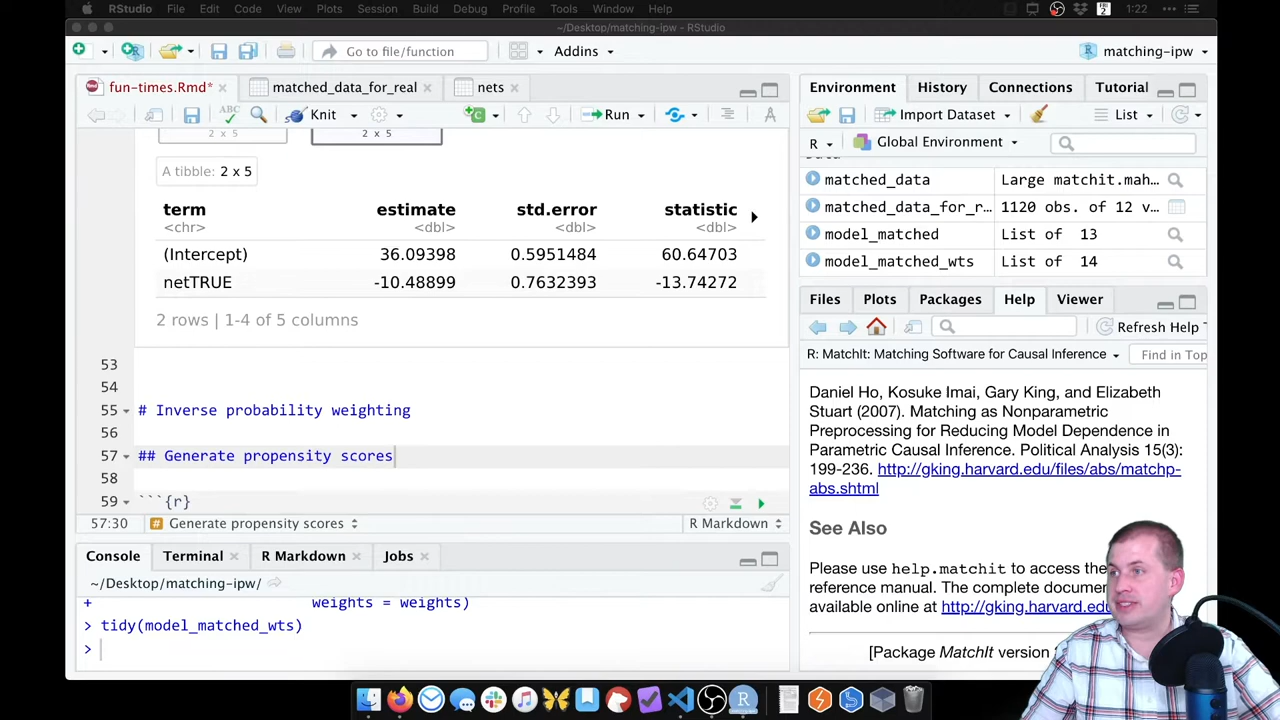 RStudio File Edit Code View Plots Session Build Debug Profile Tools Window Help FRI 2 1:22
~/Desktop/matching-ipw - RStudio
Go to file/function Addins matching-ipw
fun-times.Rmd* matched_data_for_real nets
ABC Knit Run
2 x 5 2 x 5
A tibble: 2 x 5
term estimate std.error statistic
<chr> <dbl> <dbl> <dbl>
(Intercept) 36.09398 0.5951484 60.64703
netTRUE -10.48899 0.7632393 -13.74272
2 rows | 1-4 of 5 columns
53
54
55 # Inverse probability weighting
56
57 ## Generate propensity scores
58
59 ```{r}
57:30 # Generate propensity scores R Markdown
Console Terminal R Markdown Jobs
~/Desktop/matching-ipw/
+ weights = weights)
> tidy(model_matched_wts)
>
Environment History Connections Tutorial
Import Dataset List
R Global Environment
Data
matched_data Large matchit.mah…
matched_data_for_r… 1120 obs. of 12 v…
model_matched List of 13
model_matched_wts List of 14
Files Plots Packages Help Viewer
Refresh Help T
R: MatchIt: Matching Software for Causal Inference Find in Top
Daniel Ho, Kosuke Imai, Gary King, and Elizabeth
Stuart (2007). Matching as Nonparametric
Preprocessing for Reducing Model Dependence in
Parametric Causal Inference. Political Analysis 15(3):
199-236. http://gking.harvard.edu/files/abs/matchp-
abs.shtml
See Also
Please use help.matchit to access the
reference manual. The complete document
available online at http://gking.harvard.edu
[Package MatchIt version